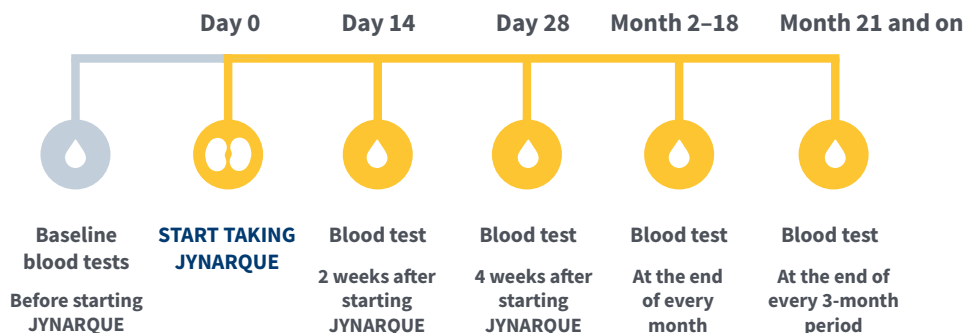 Day 0
Day 14
Day 28
Month 2–18
Month 21 and on
Baseline
blood tests
Before starting
JYNARQUE
START TAKING
JYNARQUE
Blood test
2 weeks after
starting
JYNARQUE
Blood test
4 weeks after
starting
JYNARQUE
Blood test
At the end
of every
month
Blood test
At the end of
every 3-month
period